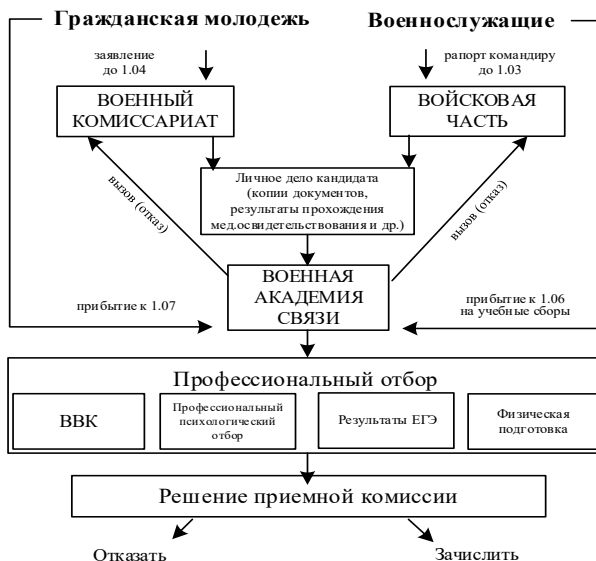 Гражданская молодежь
Военнослужащие
заявление
до 1.04
рапорт командиру
до 1.03
ВОЕННЫЙ
КОМИССАРИАТ
ВОЙСКОВАЯ
ЧАСТЬ
Личное дело кандидата
(копии документов,
результаты прохождения
мед.освидетельствования и др.)
вызов (отказ)
вызов (отказ)
ВОЕННАЯ
АКАДЕМИЯ
СВЯЗИ
прибытие к 1.07
прибытие к 1.06
на учебные сборы
Профессиональный отбор
ВВК
Профессиональный
психологический
отбор
Результаты ЕГЭ
Физическая
подготовка
Решение приемной комиссии
Отказать
Зачислить